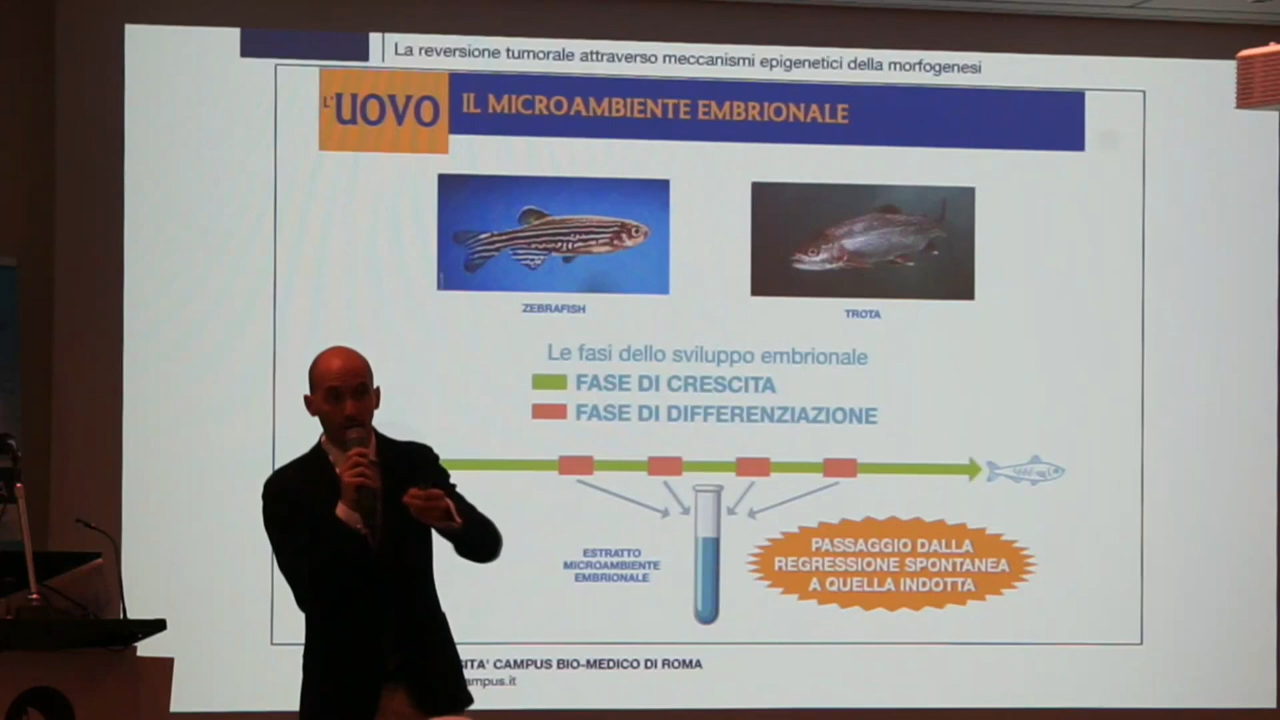 La reversione tumorale attraverso meccanismi epigenetici della morfogenesi
L'UOVO
IL MICROAMBIENTE EMBRIONALE
ZEBRAFISH
TROTA
Le fasi dello sviluppo embrionale
FASE DI CRESCITA
FASE DI DIFFERENZIAZIONE
ESTRATTO
MICROAMBIENTE
EMBRIONALE
PASSAGGIO DALLA
REGRESSIONE SPONTANEA
A QUELLA INDOTTA
ITA' CAMPUS BIO-MEDICO DI ROMA
ampus.it